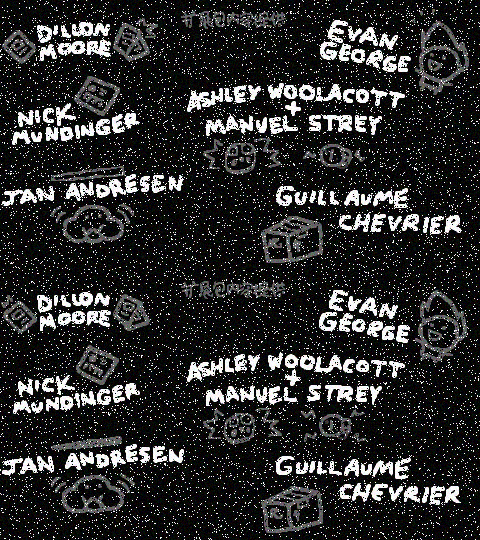 DILLON
MOORE
EVAN
GEORGE
NICK
MUNDINGER
ASHLEY WOOLACOTT
+
MANUEL STREY
JAN ANDRESEN
GUILLAUME
CHEVRIER
DILLON
MOORE
EVAN
GEORGE
NICK
MUNDINGER
ASHLEY WOOLACOTT
+
MANUEL STREY
JAN ANDRESEN
GUILLAUME
CHEVRIER